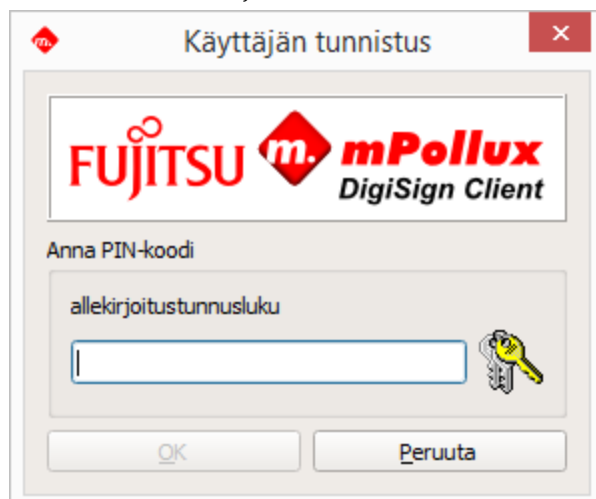 m.
Käyttäjän tunnistus
FUJITSU m. mPollux
DigiSign Client
Anna PIN-koodi
allekirjoitustunnusluku
OK
Peruuta